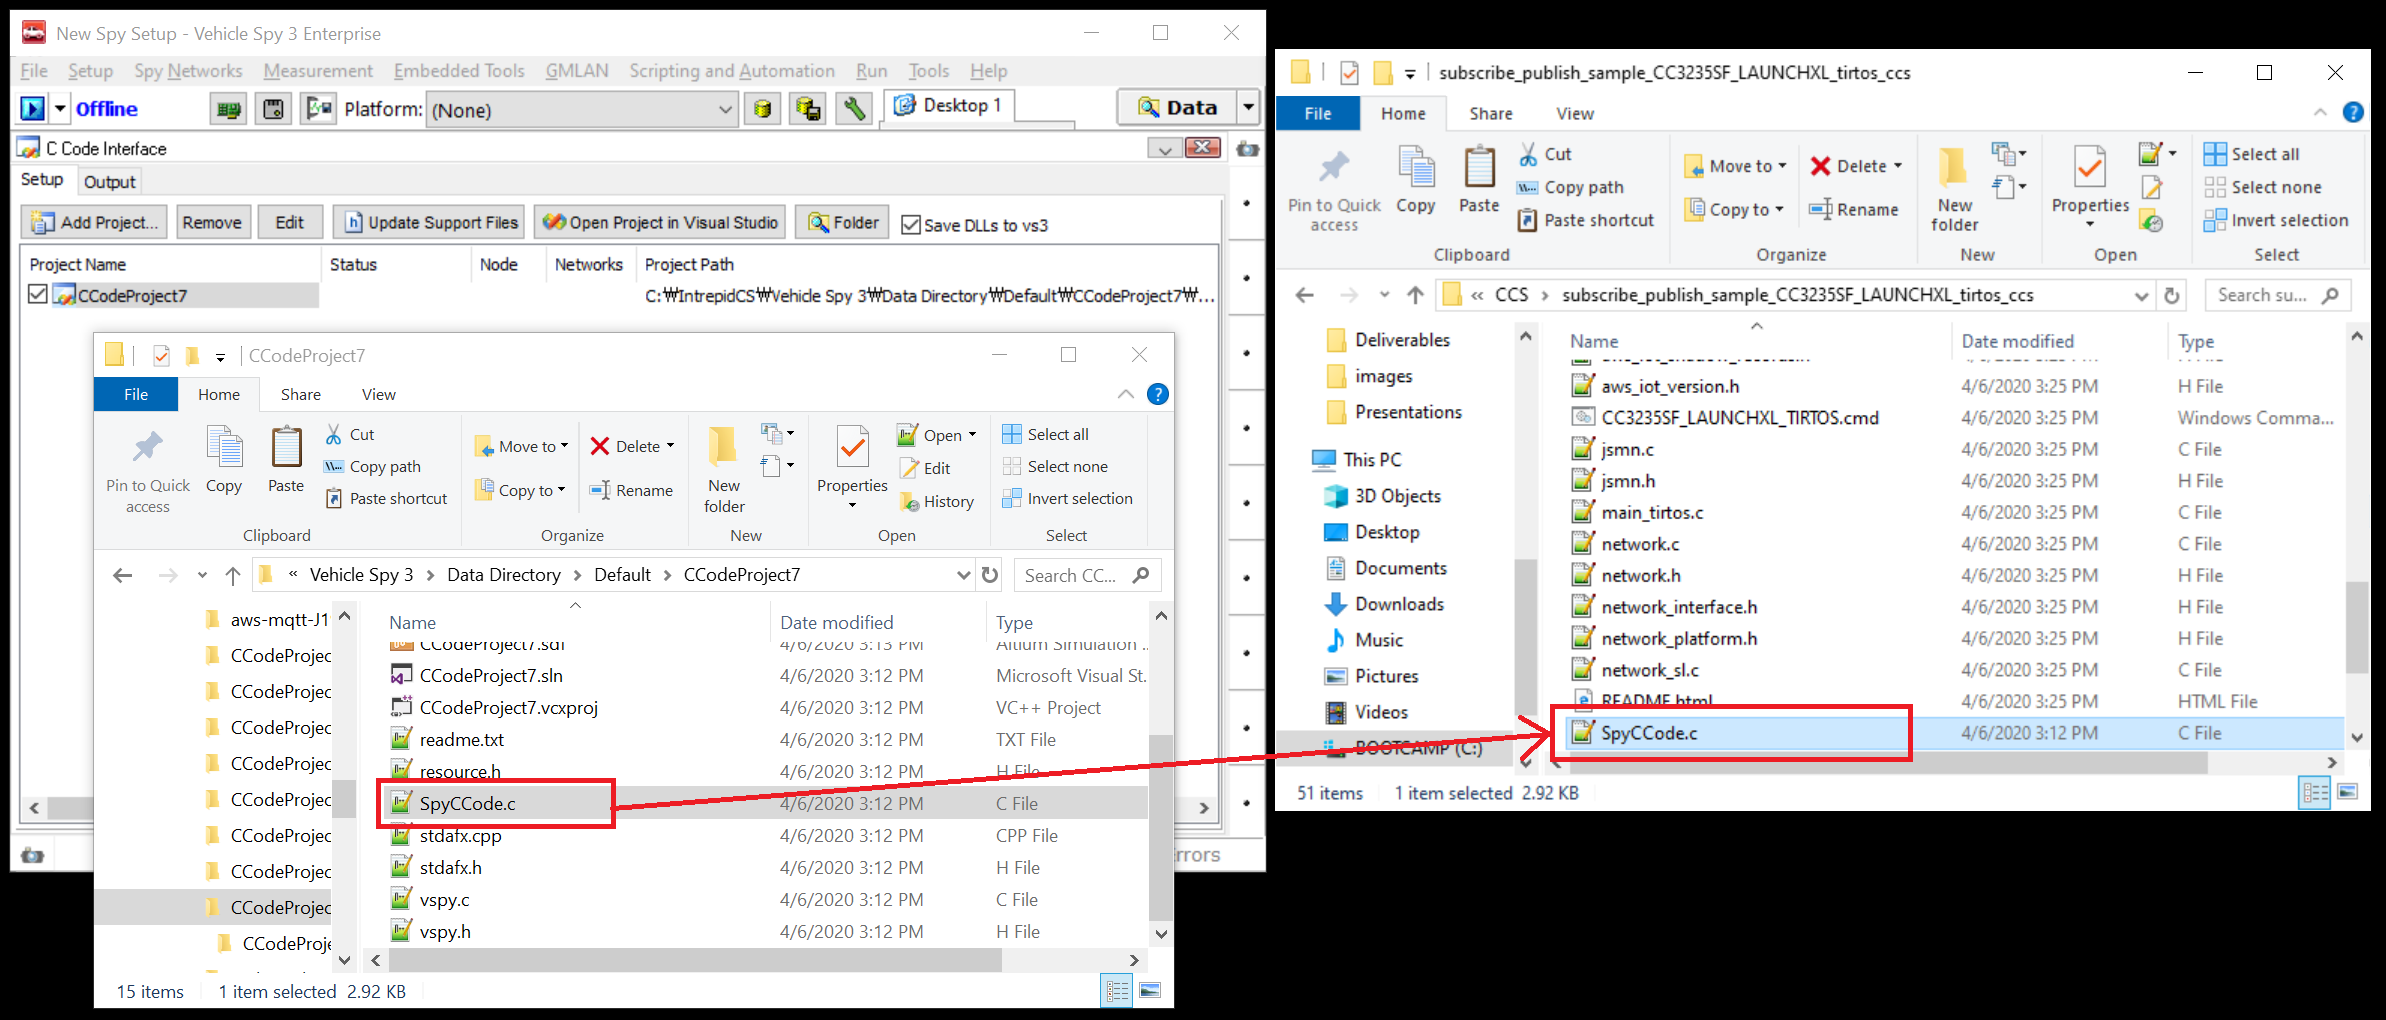 New Spy Setup - Vehicle Spy 3 Enterprise
File Setup Spy Networks Measurement Embedded Tools GMLAN Scripting and Automation Run Tools Help
Offline Platform: (None) Desktop 1 Data
C Code Interface
Setup Output
Add Project... Remove Edit Update Support Files Open Project in Visual Studio Folder Save DLLs to vs3
Project Name Status Node Networks Project Path
CCodeProject7 C:₩IntrepidCS₩Vehicle Spy 3₩Data Directory₩Default₩CCodeProject7₩...
CCodeProject7
File Home Share View
Pin to Quick access Copy Paste Cut Copy path Paste shortcut
Move to Copy to Delete Rename
New folder Properties Open Edit History
Select all Select none Invert selection
Clipboard Organize New Open Select
« Vehicle Spy 3 > Data Directory > Default > CCodeProject7 Search CC...
aws-mqtt-J1
CCodeProjec
CCodeProjec
CCodeProjec
CCodeProjec
CCodeProjec
CCodeProjec
CCodeProjec
CCodeProjec
CCodeProje
Name Date modified Type
CCodeProject7.sdf 4/6/2020 3:13 PM Altium Simulation ...
CCodeProject7.sln 4/6/2020 3:12 PM Microsoft Visual St...
CCodeProject7.vcxproj 4/6/2020 3:12 PM VC++ Project
readme.txt 4/6/2020 3:12 PM TXT File
resource.h 4/6/2020 3:12 PM H File
SpyCCode.c 4/6/2020 3:12 PM C File
stdafx.cpp 4/6/2020 3:12 PM CPP File
stdafx.h 4/6/2020 3:12 PM H File
vspy.c 4/6/2020 3:12 PM C File
vspy.h 4/6/2020 3:12 PM H File
15 items 1 item selected 2.92 KB
rrors
subscribe_publish_sample_CC3235SF_LAUNCHXL_tirtos_ccs
File Home Share View
Pin to Quick access Copy Paste Cut Copy path Paste shortcut
Move to Copy to Delete Rename
New folder Properties
Select all Select none Invert selection
Clipboard Organize New Open Select
« CCS > subscribe_publish_sample_CC3235SF_LAUNCHXL_tirtos_ccs Search su...
Deliverables
images
Presentations
This PC
3D Objects
Desktop
Documents
Downloads
Music
Pictures
Videos
BOOTCAMP (C:)
Name Date modified Type
4/6/2020 3:25 PM
aws_iot_version.h 4/6/2020 3:25 PM H File
CC3235SF_LAUNCHXL_TIRTOS.cmd 4/6/2020 3:25 PM Windows Comma...
jsmn.c 4/6/2020 3:25 PM C File
jsmn.h 4/6/2020 3:25 PM H File
main_tirtos.c 4/6/2020 3:25 PM C File
network.c 4/6/2020 3:25 PM C File
network.h 4/6/2020 3:25 PM H File
network_interface.h 4/6/2020 3:25 PM H File
network_platform.h 4/6/2020 3:25 PM H File
network_sl.c 4/6/2020 3:25 PM C File
README.html 4/6/2020 3:25 PM HTML File
SpyCCode.c 4/6/2020 3:12 PM C File
51 items 1 item selected 2.92 KB